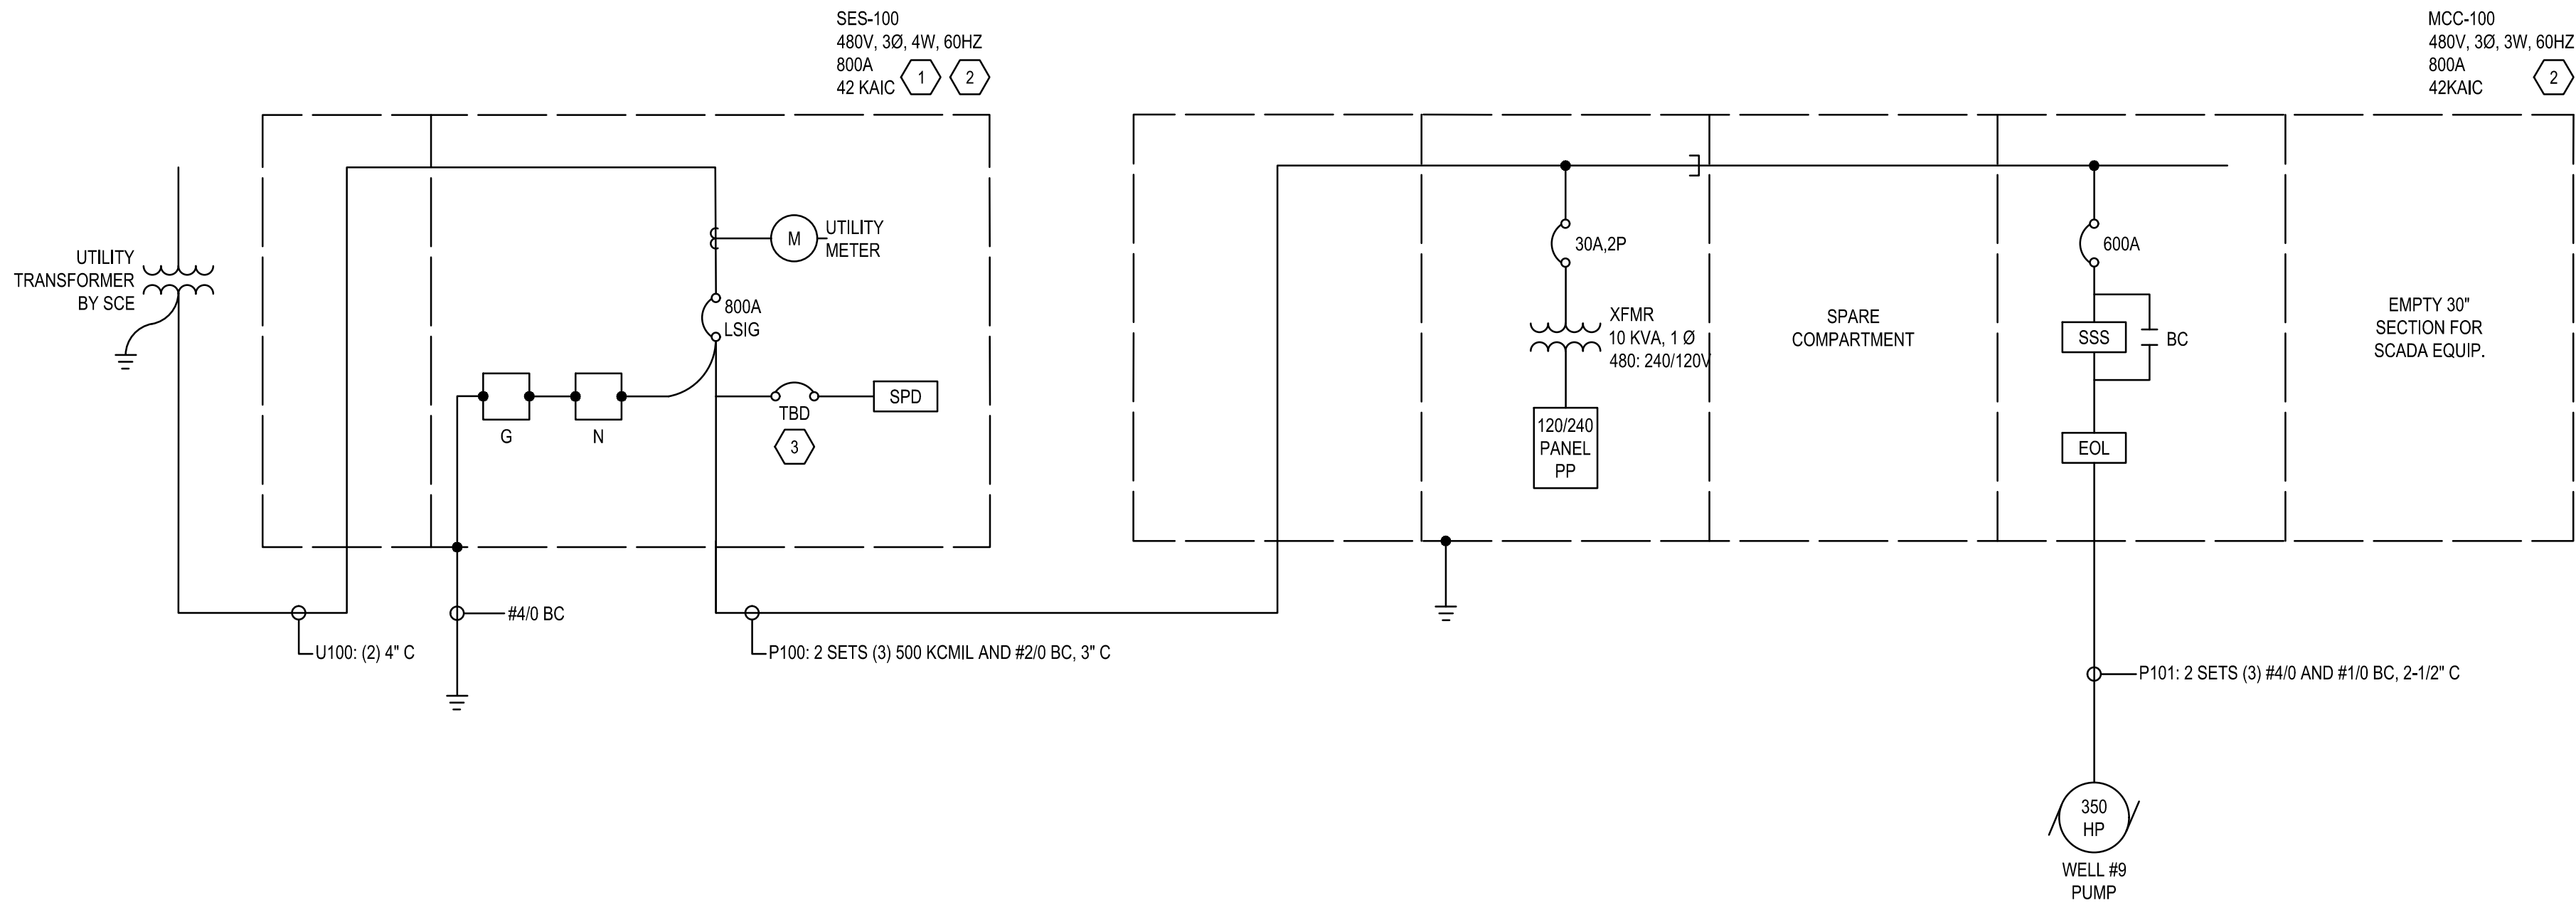 SES-100
480V, 3Ø, 4W, 60HZ
800A
42 KAIC
1
2
MCC-100
480V, 3Ø, 3W, 60HZ
800A
42KAIC
2
UTILITY
TRANSFORMER
BY SCE
M
UTILITY
METER
800A
LSIG
G
N
TBD
3
SPD
30A,2P
XFMR
10 KVA, 1 Ø
480: 240/120V
120/240
PANEL
PP
SPARE
COMPARTMENT
600A
SSS
BC
EOL
EMPTY 30"
SECTION FOR
SCADA EQUIP.
U100: (2) 4" C
#4/0 BC
P100: 2 SETS (3) 500 KCMIL AND #2/0 BC, 3" C
P101: 2 SETS (3) #4/0 AND #1/0 BC, 2-1/2" C
350
HP
WELL #9
PUMP